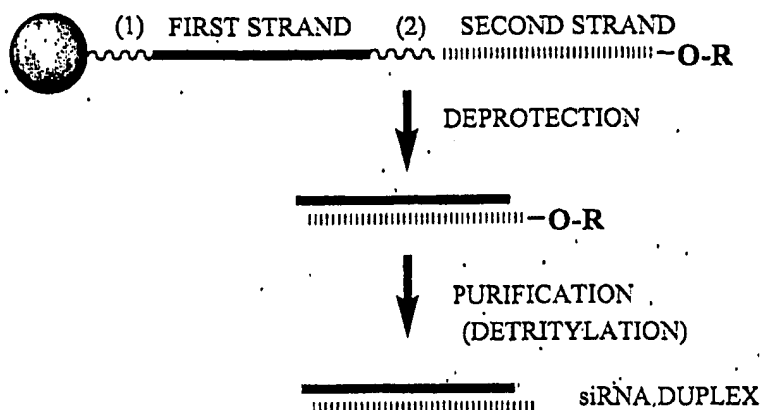 (1) FIRST STRAND (2) SECOND STRAND
-O-R
DEPROTECTION
-O-R
PURIFICATION
(DETRITYLATION)
siRNA DUPLEX